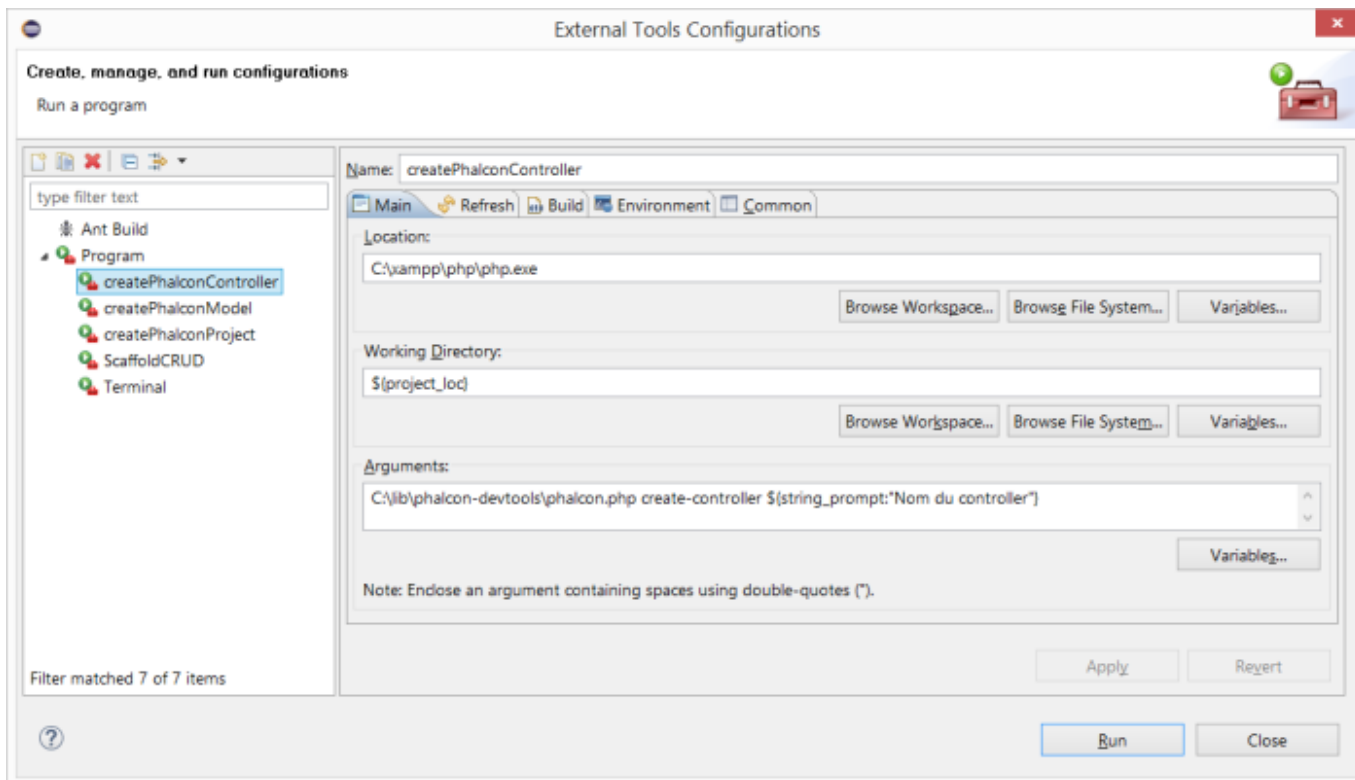 External Tools Configurations
Create, manage, and run configurations
Run a program
type filter text
Ant Build
Program
createPhalconController
createPhalconModel
createPhalconProject
ScaffoldCRUD
Terminal
Filter matched 7 of 7 items
Name: createPhalconController
Main Refresh Build Environment Common
Location:
C:\xampp\php\php.exe
Browse Workspace... Browse File System... Variables...
Working Directory:
${project_loc}
Browse Workspace... Browse File System... Variables...
Arguments:
C:\lib\phalcon-devtools\phalcon.php create-controller ${string_prompt:"Nom du controller"}
Variables...
Note: Enclose an argument containing spaces using double-quotes (").
Apply Revert
Run Close